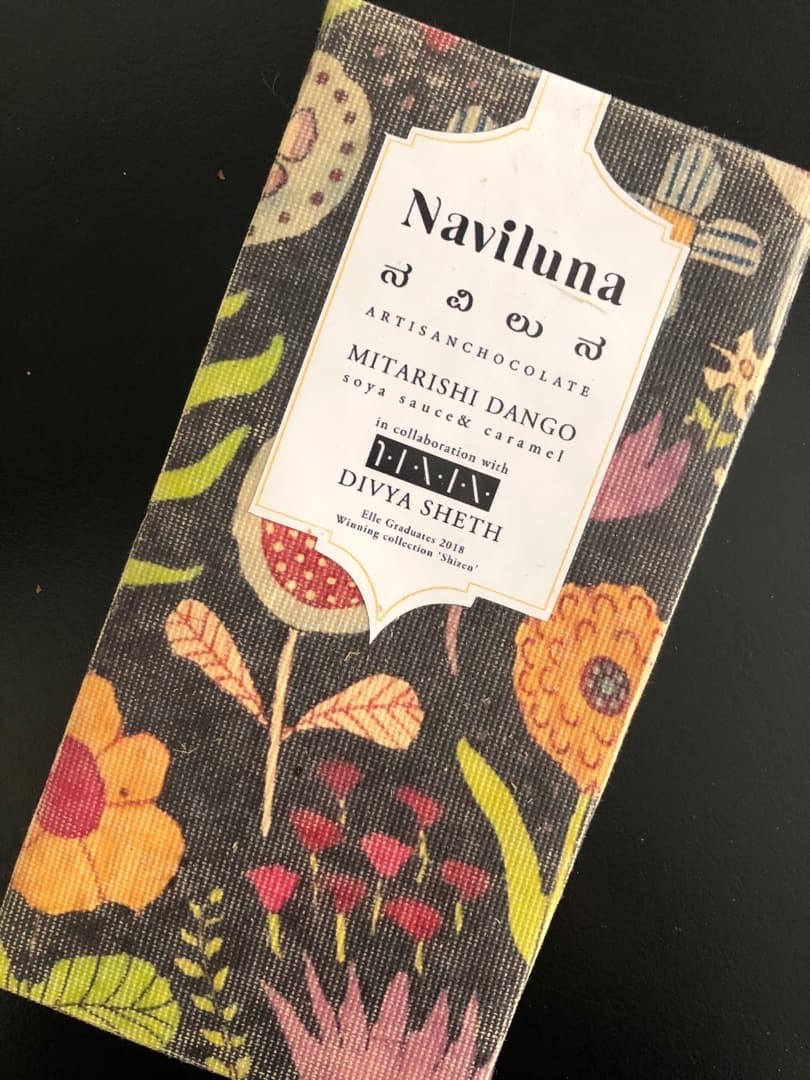 Naviluna
ನ ವಿ ಲು ನ
ARTISANCHOCOLATE
MITARISHI DANGO
soya sauce& caramel
in collaboration with
DIVYA SHETH
Elle Graduates 2018
Winning collection 'Shizen'